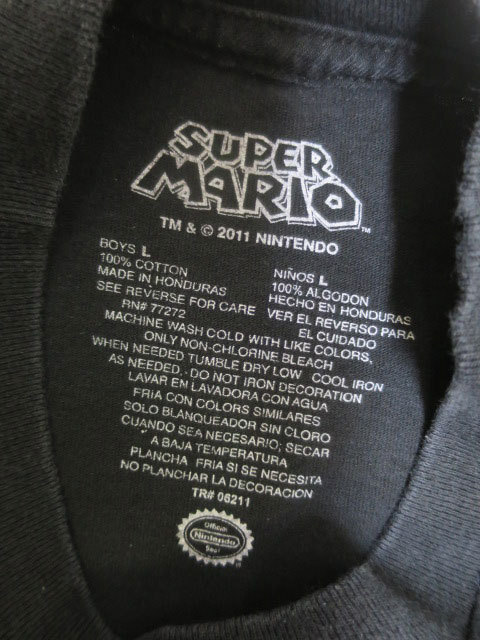 SUPER
MARIO™
TM & © 2011 NINTENDO
BOYS L
100% COTTON
MADE IN HONDURAS
SEE REVERSE FOR CARE
RN# 77272
NIÑOS L
100% ALGODON
HECHO EN HONDURAS
VER EL REVERSO PARA
EL CUIDADO
MACHINE WASH COLD WITH LIKE COLORS,
ONLY NON-CHLORINE BLEACH
WHEN NEEDED TUMBLE DRY LOW COOL IRON
AS NEEDED. DO NOT IRON DECORATION
LAVAR EN LAVADORA CON AGUA
FRIA CON COLORS SIMILARES
SOLO BLANQUEADOR SIN CLORO
CUANDO SEA NECESARIO; SECAR
A BAJA TEMPERATURA
PLANCHA FRIA SI SE NECESITA
NO PLANCHAR LA DECORACION
TR# 06211
Official
Nintendo
Seal